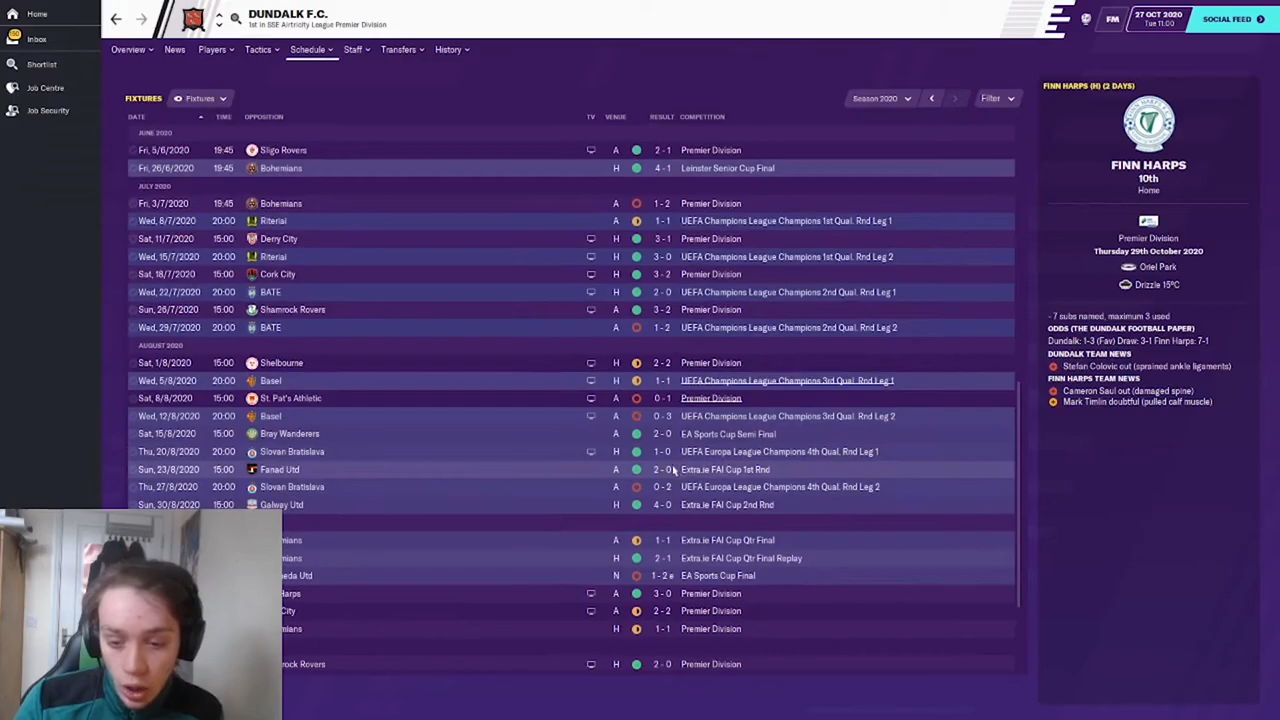 Home
Inbox
Shortlist
Job Centre
Job Security
DUNDALK F.C.
1st in SSE Airtricity League Premier Division
FM
27 OCT 2020
Tue 11:00
SOCIAL FEED
Overview News Players Tactics Schedule Staff Transfers History
FIXTURES Fixtures Season 2020 Filter
DATE TIME OPPOSITION TV VENUE RESULT COMPETITION
JUNE 2020
Fri, 5/6/2020 19:45 Sligo Rovers A 2-1 Premier Division
Fri, 26/6/2020 19:45 Bohemians H 4-1 Leinster Senior Cup Final
JULY 2020
Fri, 3/7/2020 19:45 Bohemians A 1-2 Premier Division
Wed, 8/7/2020 20:00 Riteriai A 1-1 UEFA Champions League Champions 1st Qual. Rnd Leg 1
Sat, 11/7/2020 15:00 Derry City H 3-1 Premier Division
Wed, 15/7/2020 20:00 Riteriai H 3-0 UEFA Champions League Champions 1st Qual. Rnd Leg 2
Sat, 18/7/2020 15:00 Cork City H 3-2 Premier Division
Wed, 22/7/2020 20:00 BATE H 2-0 UEFA Champions League Champions 2nd Qual. Rnd Leg 1
Sun, 26/7/2020 15:00 Shamrock Rovers A 3-2 Premier Division
Wed, 29/7/2020 20:00 BATE A 1-2 UEFA Champions League Champions 2nd Qual. Rnd Leg 2
AUGUST 2020
Sat, 1/8/2020 15:00 Shelbourne H 2-2 Premier Division
Wed, 5/8/2020 20:00 Basel H 1-1 UEFA Champions League Champions 3rd Qual. Rnd Leg 1
Sat, 8/8/2020 15:00 St. Pat's Athletic A 0-1 Premier Division
Wed, 12/8/2020 20:00 Basel A 0-3 UEFA Champions League Champions 3rd Qual. Rnd Leg 2
Sat, 15/8/2020 15:00 Bray Wanderers A 2-0 EA Sports Cup Semi Final
Thu, 20/8/2020 20:00 Slovan Bratislava H 1-0 UEFA Europa League Champions 4th Qual. Rnd Leg 1
Sun, 23/8/2020 15:00 Fanad Utd A 2-0 Extra.ie FAI Cup 1st Rnd
Thu, 27/8/2020 20:00 Slovan Bratislava A 0-2 UEFA Europa League Champions 4th Qual. Rnd Leg 2
Sun, 30/8/2020 15:00 Galway Utd H 4-0 Extra.ie FAI Cup 2nd Rnd
mians A 1-1 Extra.ie FAI Cup Qtr Final
mians H 2-1 Extra.ie FAI Cup Qtr Final Replay
heda Utd N 1-2 e EA Sports Cup Final
Harps A 3-0 Premier Division
City A 2-2 Premier Division
mians H 1-1 Premier Division
rock Rovers H 2-0 Premier Division
FINN HARPS (H) (2 DAYS)
FINN HARPS
10th
Home
Premier Division
Thursday 29th October 2020
Oriel Park
Drizzle 15°C
- 7 subs named, maximum 3 used
ODDS (THE DUNDALK FOOTBALL PAPER)
Dundalk: 1-3 (Fav) Draw: 3-1 Finn Harps: 7-1
DUNDALK TEAM NEWS
Stefan Colovic out (sprained ankle ligaments)
FINN HARPS TEAM NEWS
Cameron Saul out (damaged spine)
Mark Timlin doubtful (pulled calf muscle)